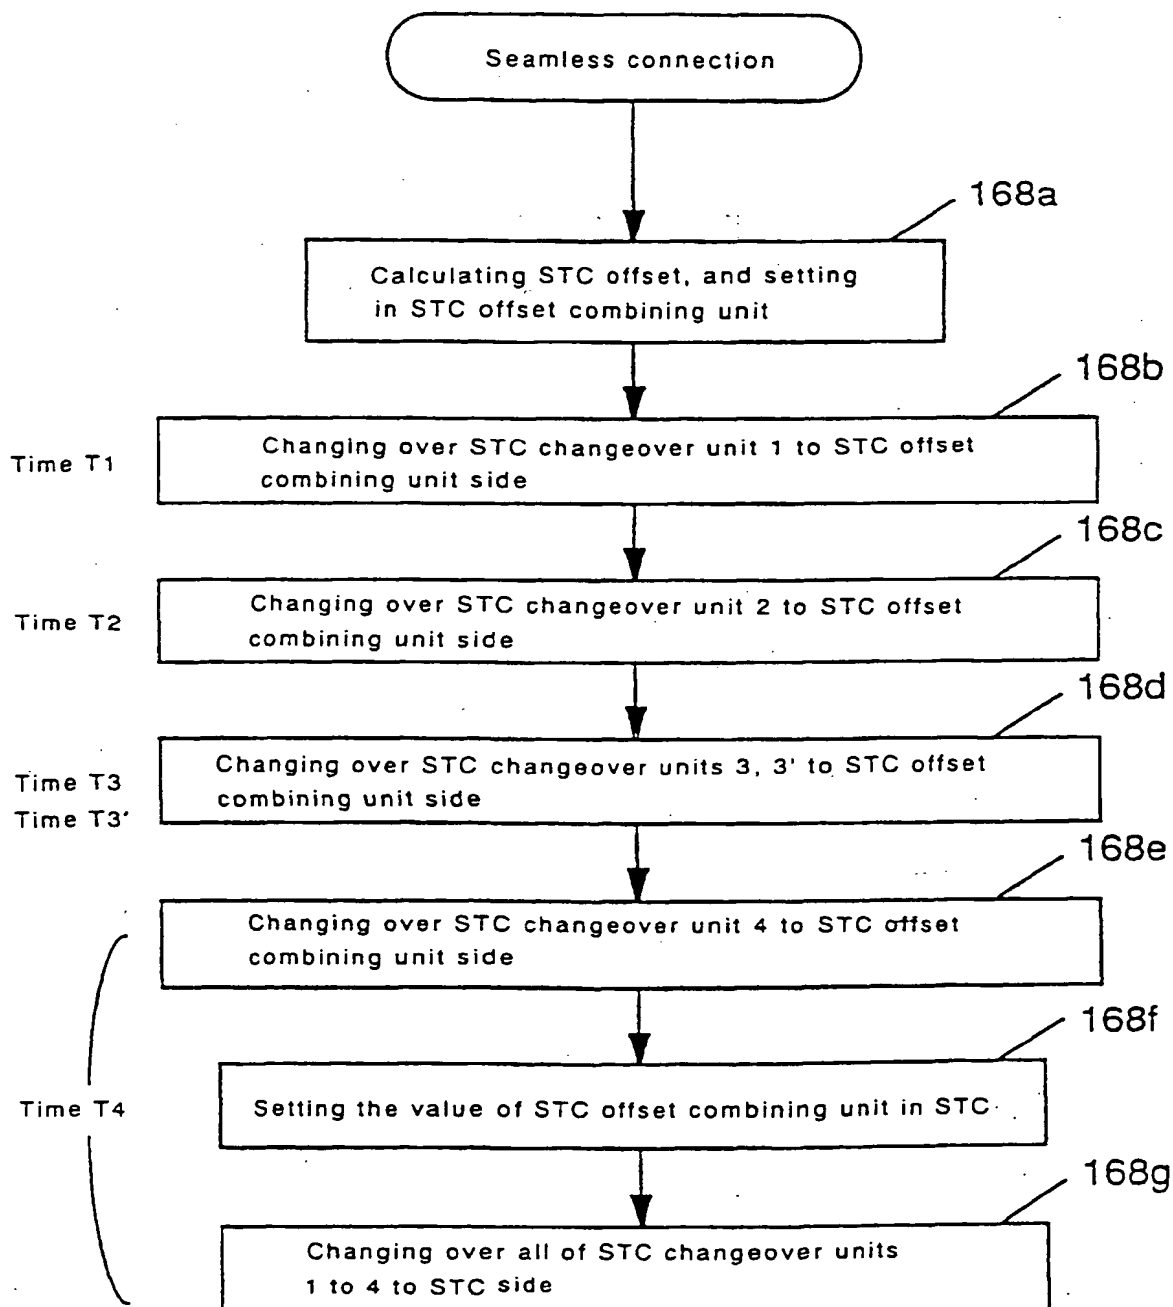 Seamless connection
168a
Calculating STC offset, and setting
in STC offset combining unit
168b
Time T1
Changing over STC changeover unit 1 to STC offset
combining unit side
168c
Time T2
Changing over STC changeover unit 2 to STC offset
combining unit side
168d
Time T3
Time T3'
Changing over STC changeover units 3, 3' to STC offset
combining unit side
168e
Changing over STC changeover unit 4 to STC offset
combining unit side
168f
Time T4
Setting the value of STC offset combining unit in STC
168g
Changing over all of STC changeover units
1 to 4 to STC side